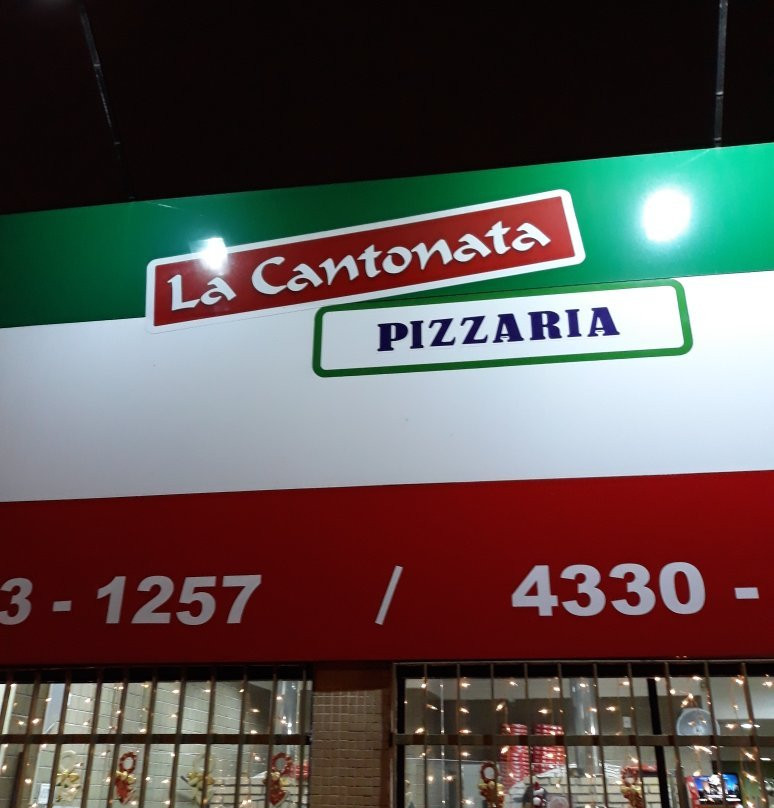 La Cantonata
PIZZARIA
3 - 1257 / 4330 -